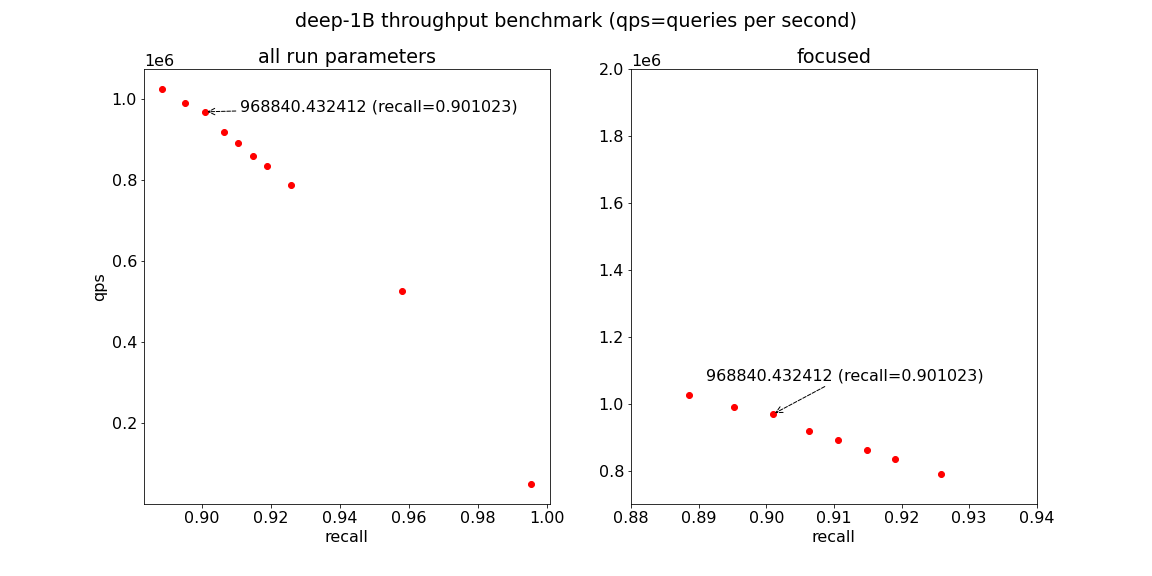 deep-1B throughput benchmark (qps=queries per second)
all run parameters
1e6
1.0
0.8
0.6
0.4
0.2
qps
968840.432412 (recall=0.901023)
0.90 0.92 0.94 0.96 0.98 1.00
recall
focused
1e6
2.0
1.8
1.6
1.4
1.2
1.0
0.8
968840.432412 (recall=0.901023)
0.88 0.89 0.90 0.91 0.92 0.93 0.94
recall